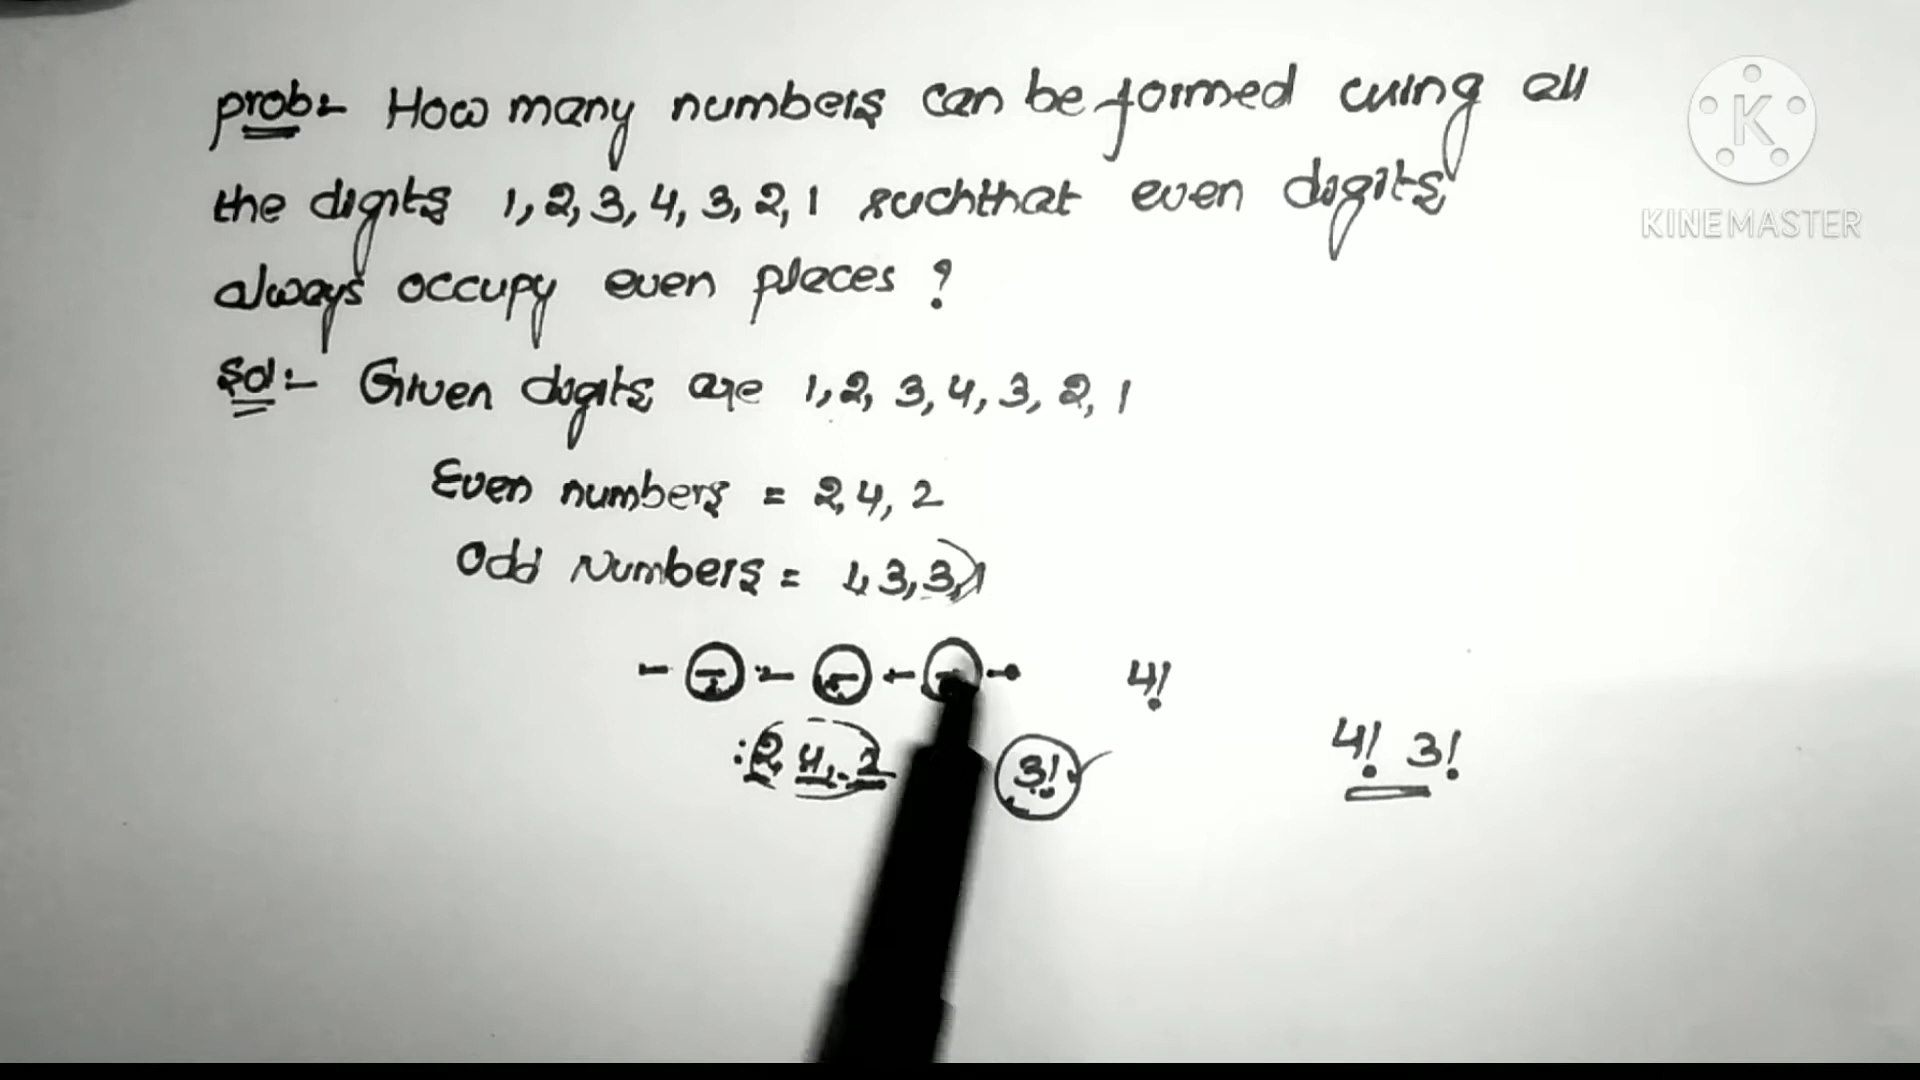 prob:- How many numbers can be formed using all
the digits 1, 2, 3, 4, 3, 2, 1 such that even digits
always occupy even places ?
Sol:- Given digits are 1, 2, 3, 4, 3, 2, 1
Even numbers = 2, 4, 2
Odd Numbers = 1, 3, 3, 1
4!
2, 4, 2 3!
4! 3!
K
KINEMASTER